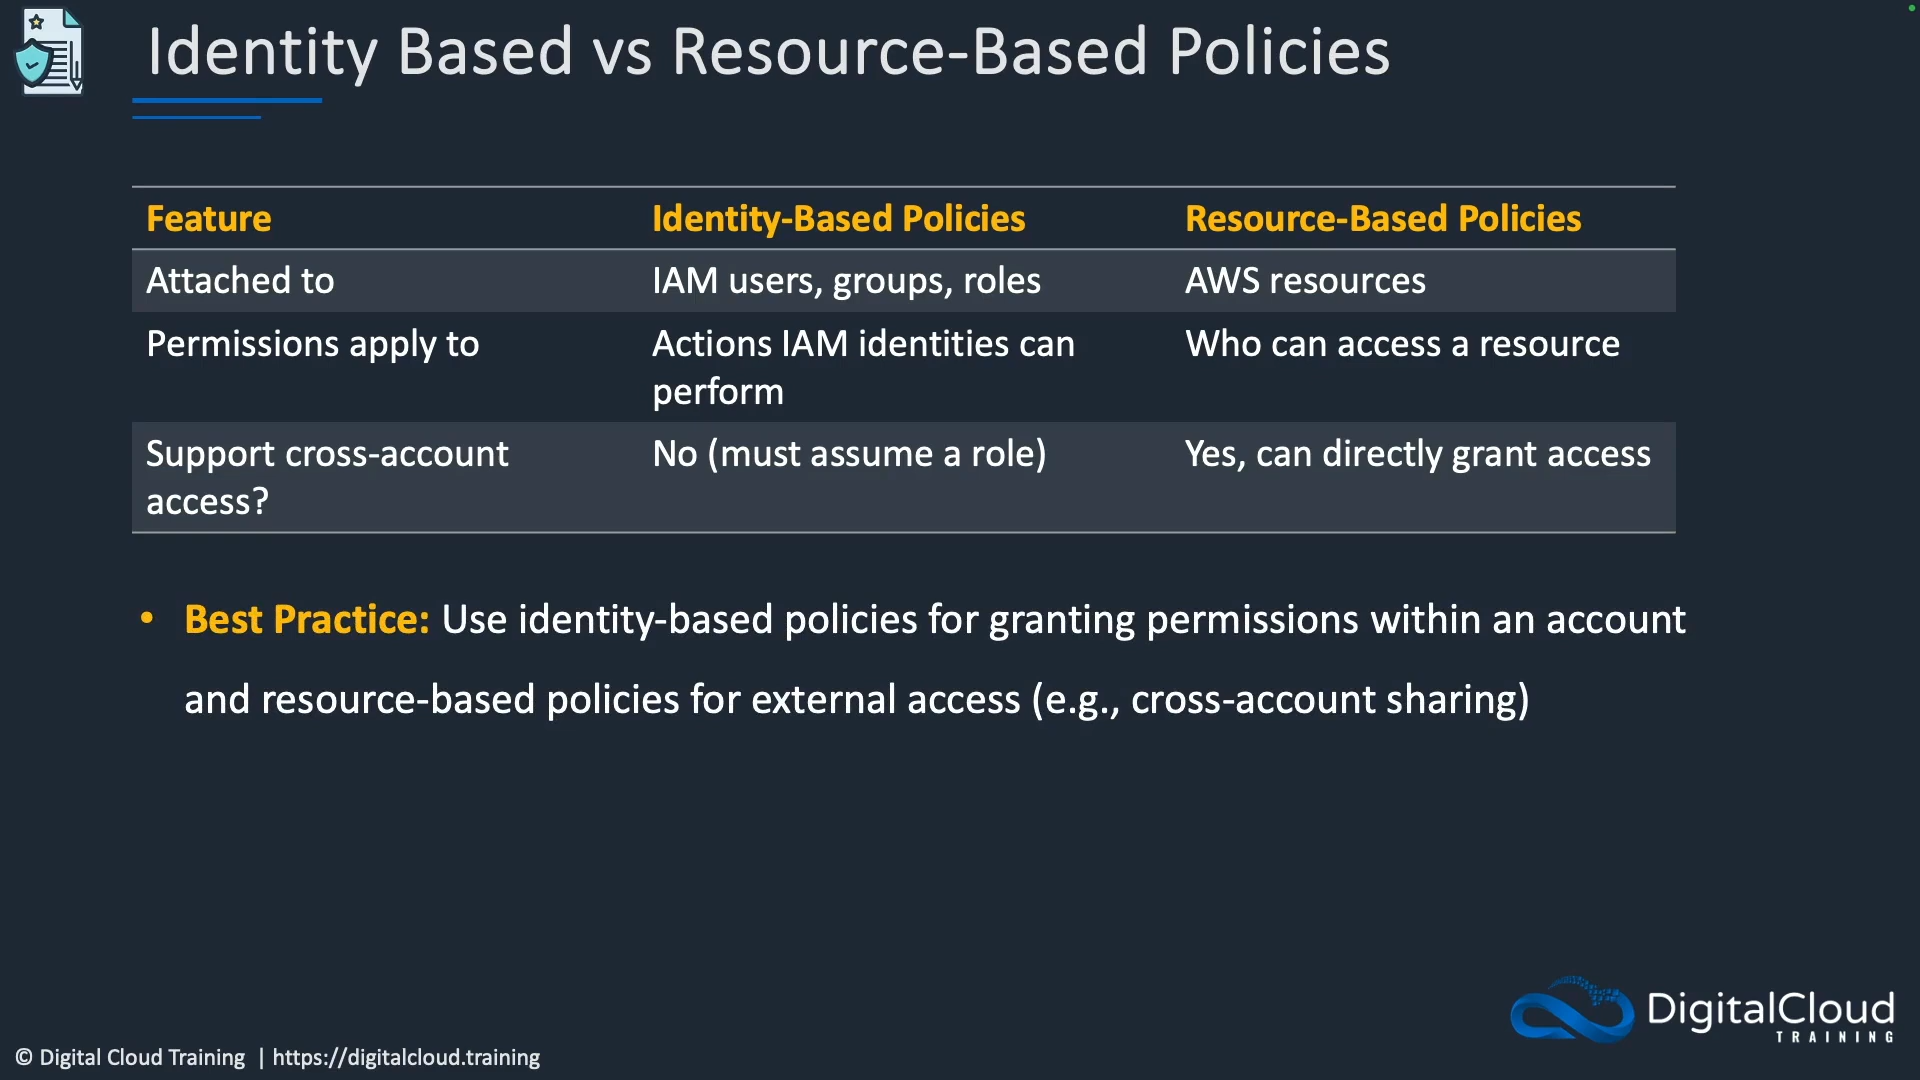 Identity Based vs Resource-Based Policies
Feature Identity-Based Policies Resource-Based Policies
Attached to IAM users, groups, roles AWS resources
Permissions apply to Actions IAM identities can Who can access a resource
perform
Support cross-account No (must assume a role) Yes, can directly grant access
access?
• Best Practice: Use identity-based policies for granting permissions within an account
and resource-based policies for external access (e.g., cross-account sharing)
DigitalCloud
TRAINING
© Digital Cloud Training | https://digitalcloud.training